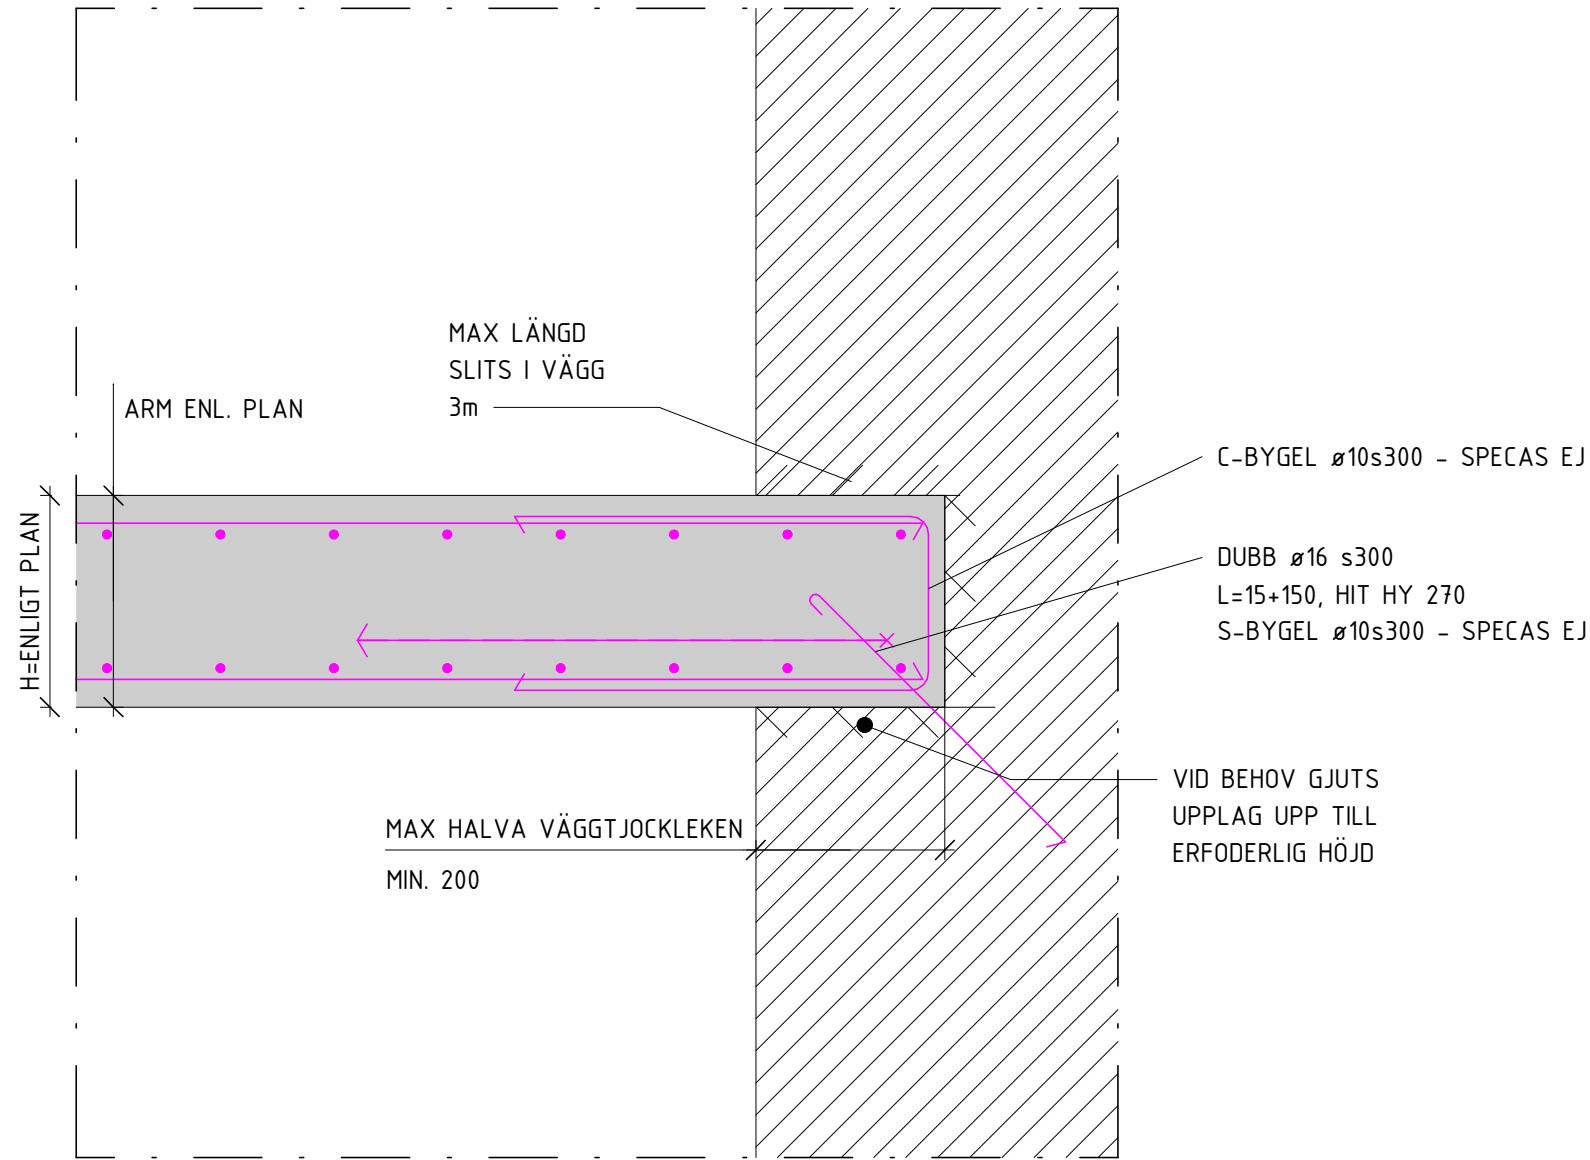 MAX LÄNGD
SLITS I VÄGG
3m
ARM ENL. PLAN
H=ENLIGT PLAN
C-BYGEL ø10s300 - SPECAS EJ
DUBB ø16 s300
L=15+150, HIT HY 270
S-BYGEL ø10s300 - SPECAS EJ
VID BEHOV GJUTS
UPPLAG UPP TILL
ERFODERLIG HÖJD
MAX HALVA VÄGGTJOCKLEKEN
MIN. 200